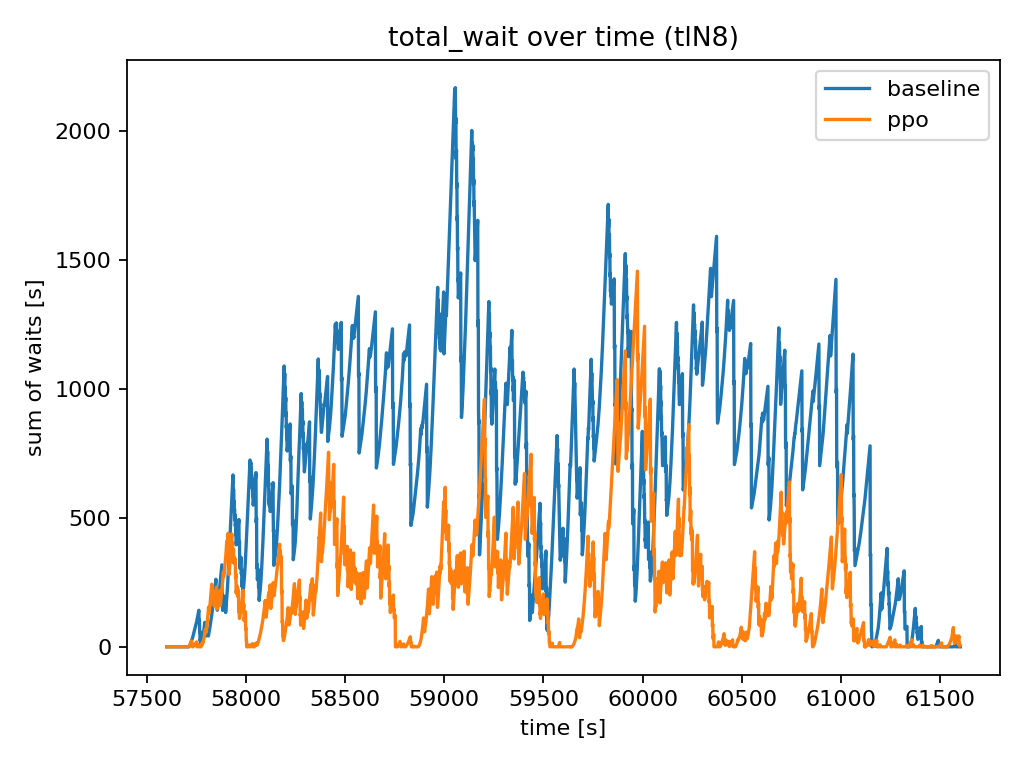 total_wait over time (tlN8)
baseline
ppo
sum of waits [s]
2000
1500
1000
500
0
57500 58000 58500 59000 59500 60000 60500 61000 61500
time [s]